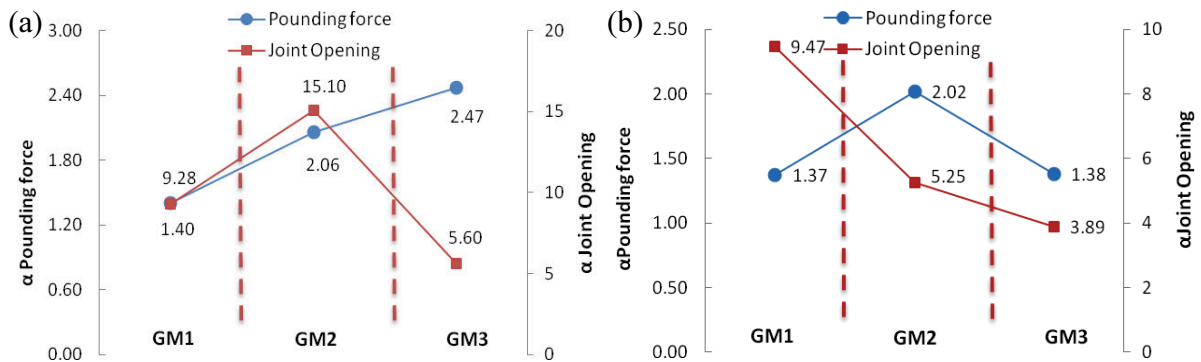 (a)
Pounding force
Joint Opening
α Pounding force
3.00
2.40
1.80
1.20
0.60
0.00
9.28
1.40
15.10
2.06
2.47
5.60
GM1
GM2
GM3
20
15
10
5
0
α Joint Opening
(b)
Pounding force
Joint Opening
αPounding force
2.50
2.00
1.50
1.00
0.50
0.00
9.47
1.37
2.02
5.25
1.38
3.89
GM1
GM2
GM3
10
8
6
4
2
0
αJoint Opening